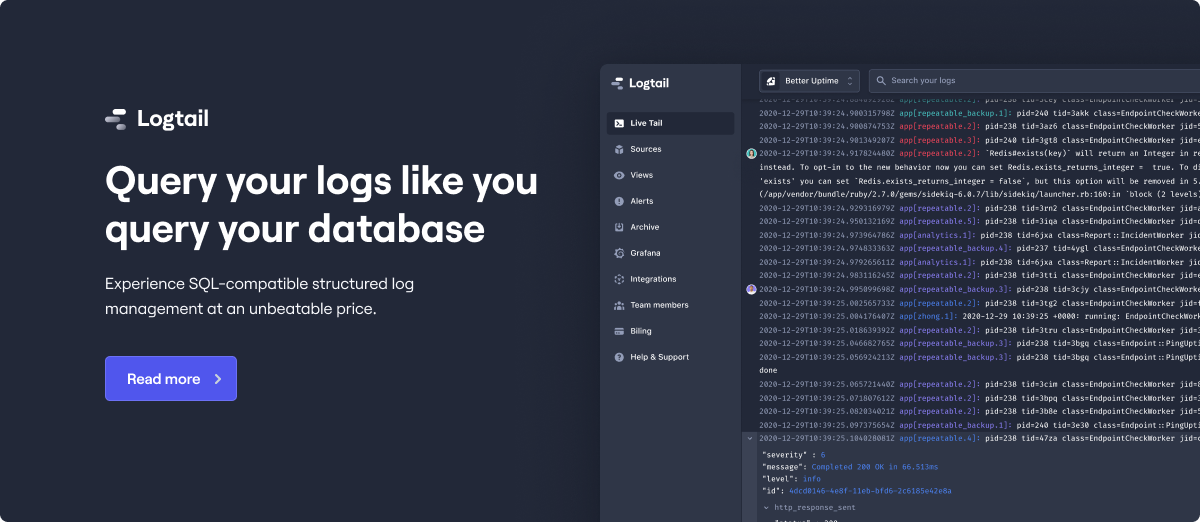 Logtail
Query your logs like you
query your database
Experience SQL-compatible structured log
management at an unbeatable price.
Read more
Logtail
Live Tail
Sources
Views
Alerts
Archive
Grafana
Integrations
Team members
Biling
Help & Support
Better Uptime
Search your logs
2020-12-29T10:39:24.900315798Z app[repeatable_backup.1]: pid=240 tid=3akk class=EndpointCheckWorker jid=
2020-12-29T10:39:24.900874753Z app[repeatable.2]: pid=238 tid=3az6 class=EndpointCheckWorker jid=5
2020-12-29T10:39:24.901349207Z app[repeatable.3]: pid=240 tid=3gt8 class=EndpointCheckWorker jid=
2020-12-29T10:39:24.917824480Z app[repeatable.2]: `Redis#exists(key)` will return an Integer in re
instead. To opt-in to the new behavior now you can set Redis.exists_returns_integer = true. To di
'exists' you can set `Redis.exists_returns_integer = false`, but this option will be removed in 5.
(/app/vendor/bundle/ruby/2.7.0/gems/sidekiq-6.0.7/lib/sidekiq/launcher.rb:160:in `block (2 levels)
2020-12-29T10:39:24.929316979Z app[repeatable.2]: pid=238 tid=3rn2 class=EndpointCheckWorker jid=
2020-12-29T10:39:24.950132169Z app[repeatable.5]: pid=238 tid=3iqa class=EndpointCheckWorker jid=
2020-12-29T10:39:24.973964786Z app[analytics.1]: pid=238 tid=6jxa class=Report::IncidentWorker jid
2020-12-29T10:39:24.974833363Z app[repeatable_backup.4]: pid=237 tid=4ygl class=EndpointCheckWorke
2020-12-29T10:39:24.979265611Z app[analytics.1]: pid=238 tid=6jxa class=Report::IncidentWorker jid
2020-12-29T10:39:24.983116245Z app[repeatable.2]: pid=238 tid=3tti class=EndpointCheckWorker jid=
2020-12-29T10:39:24.995099698Z app[repeatable_backup.3]: pid=238 tid=3cjy class=EndpointCheckWorke
2020-12-29T10:39:25.002565733Z app[repeatable.2]: pid=238 tid=3tg2 class=EndpointCheckWorker jid=f
2020-12-29T10:39:25.004176407Z app[zhong.1]: 2020-12-29 10:39:25 +0000: running: EndpointCheckWork
2020-12-29T10:39:25.018639392Z app[repeatable.2]: pid=238 tid=3tru class=EndpointCheckWorker jid=
2020-12-29T10:39:25.046682765Z app[repeatable_backup.3]: pid=238 tid=3bgq class=Endpoint::PingUpti
2020-12-29T10:39:25.056924213Z app[repeatable_backup.3]: pid=238 tid=3bgq class=Endpoint::PingUpti
done
2020-12-29T10:39:25.065721440Z app[repeatable.2]: pid=238 tid=3cim class=EndpointCheckWorker jid=8
2020-12-29T10:39:25.071807612Z app[repeatable.2]: pid=238 tid=3bpq class=EndpointCheckWorker jid=3
2020-12-29T10:39:25.082034021Z app[repeatable.2]: pid=238 tid=3b8e class=EndpointCheckWorker jid=5
2020-12-29T10:39:25.097375654Z app[repeatable_backup.1]: pid=240 tid=3e30 class=Endpoint::PingUpti
2020-12-29T10:39:25.104028081Z app[repeatable.4]: pid=238 tid=47za class=EndpointCheckWorker jid=c
"severity" : 6
"message": Completed 200 OK in 66.513ms
"level": info
"id": 4dcd0146-4e8f-11eb-bfd6-2c6185e42e8a
http_response_sent